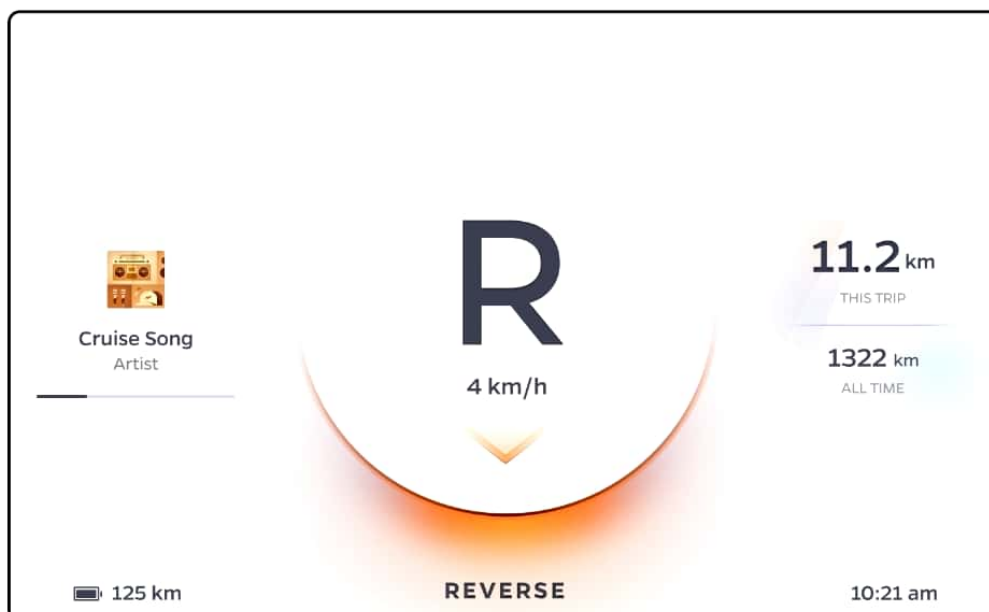 R
4 km/h
REVERSE
Cruise Song
Artist
125 km
11.2 km
THIS TRIP
1322 km
ALL TIME
10:21 am